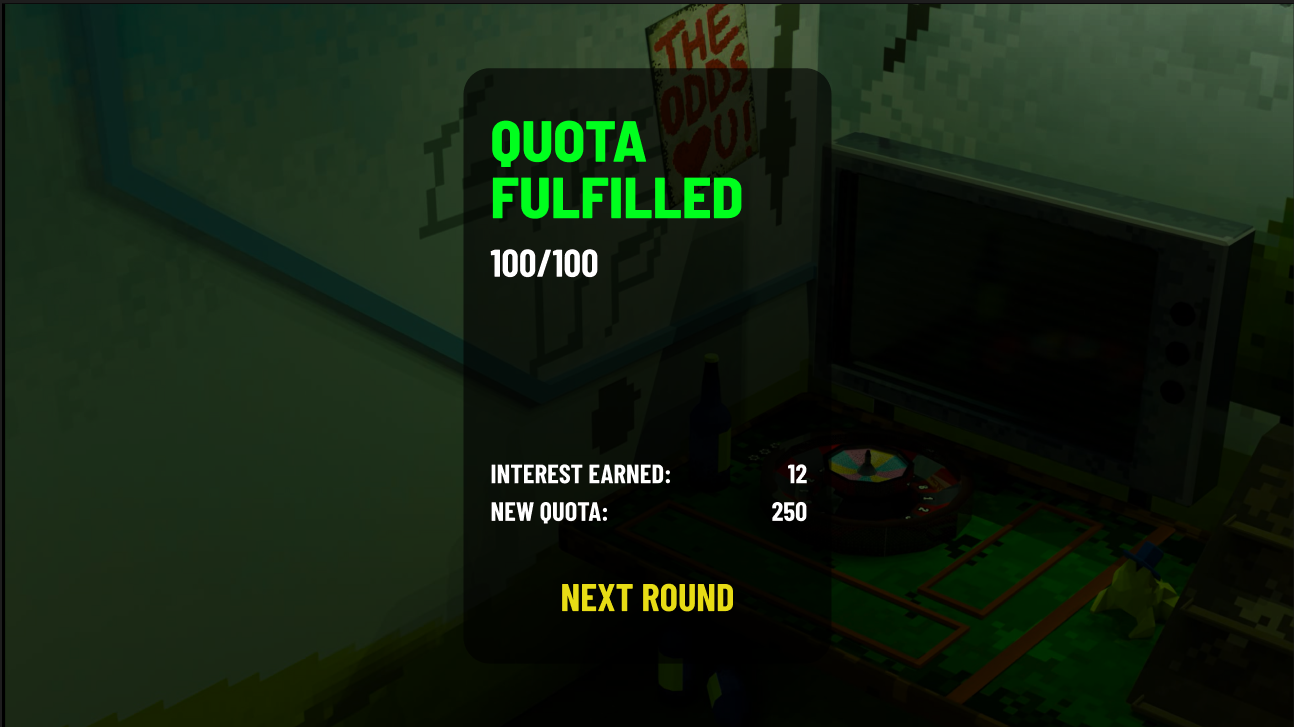 THE
ODDS
♥ U!
QUOTA
FULFILLED
100/100
INTEREST EARNED: 12
NEW QUOTA: 250
NEXT ROUND